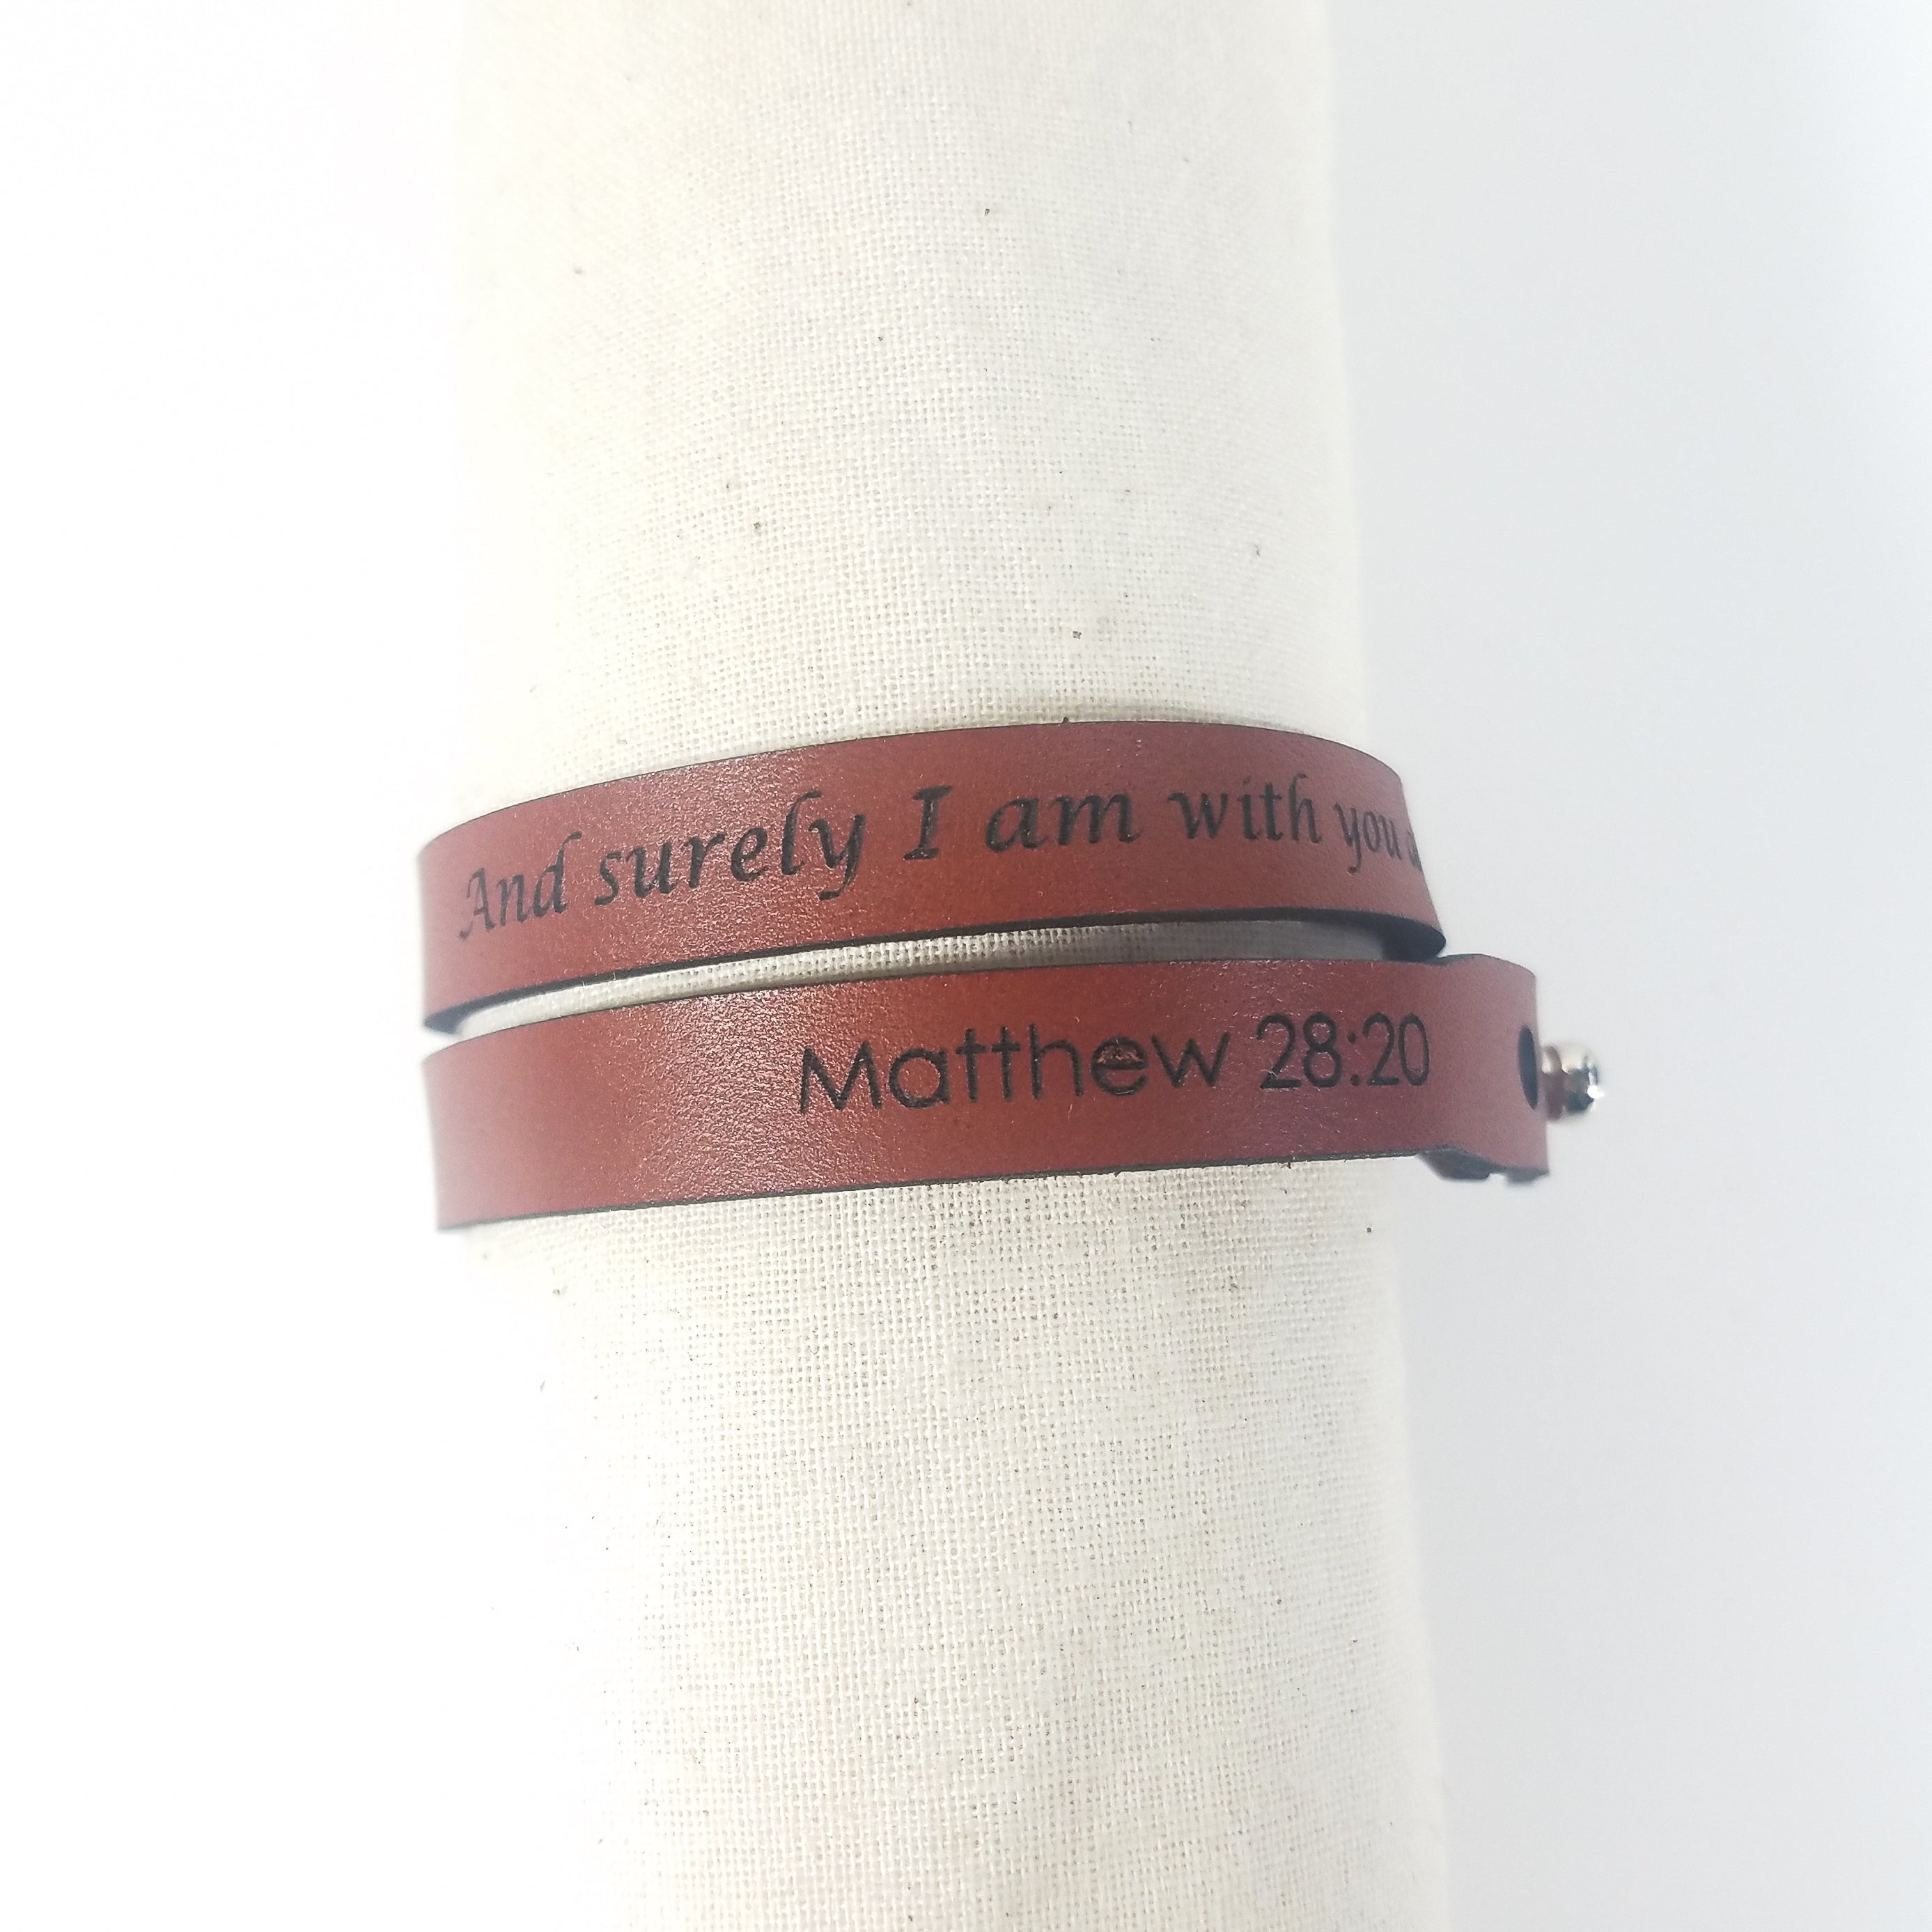 And surely I am with you
Matthew 28:20